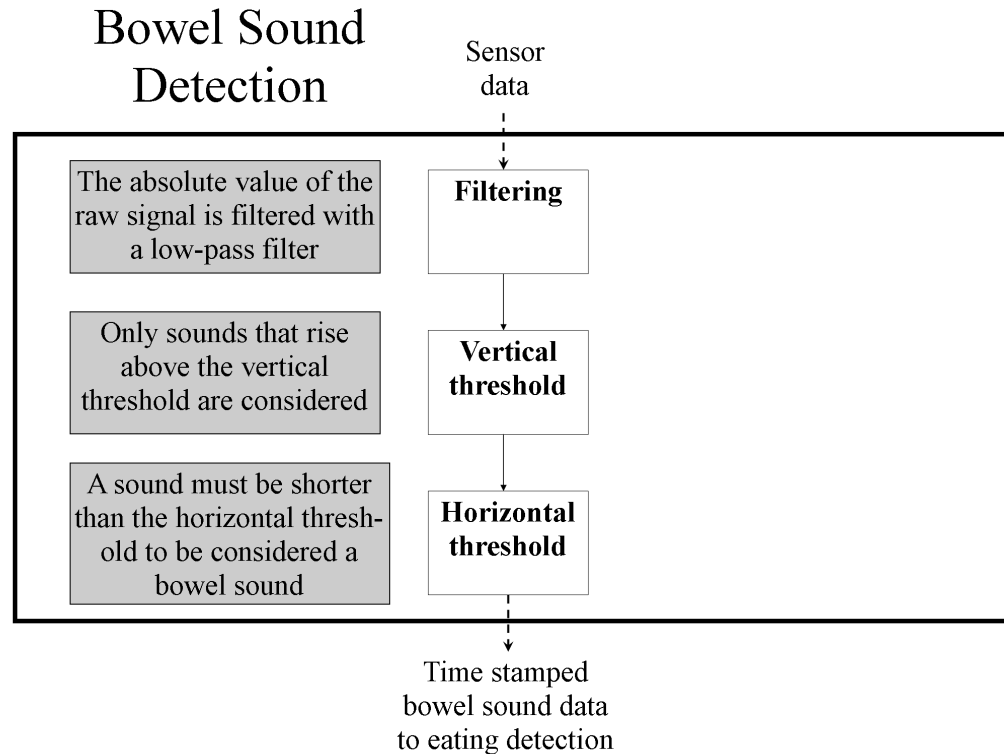 Bowel Sound
Detection
Sensor
data
The absolute value of the
raw signal is filtered with
a low-pass filter
Filtering
Only sounds that rise
above the vertical
threshold are considered
Vertical
threshold
A sound must be shorter
than the horizontal thresh-
old to be considered a
bowel sound
Horizontal
threshold
Time stamped
bowel sound data
to eating detection